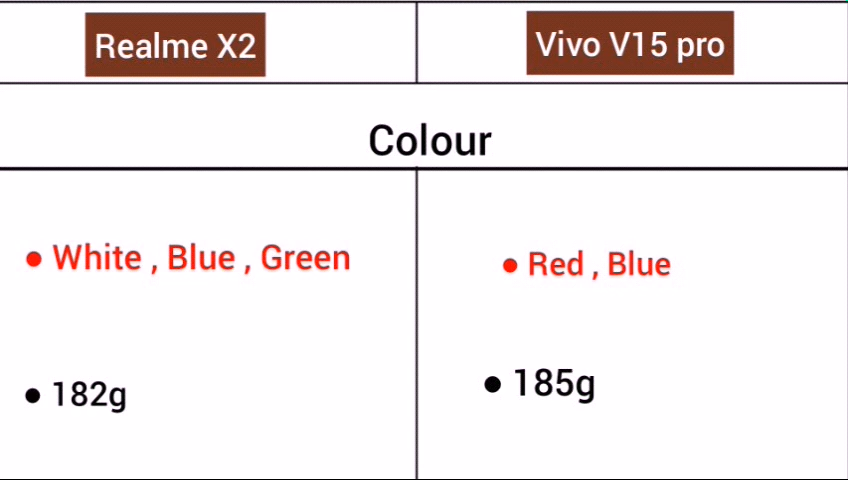 Realme X2
Vivo V15 pro
Colour
● White , Blue , Green
● Red , Blue
● 182g
● 185g